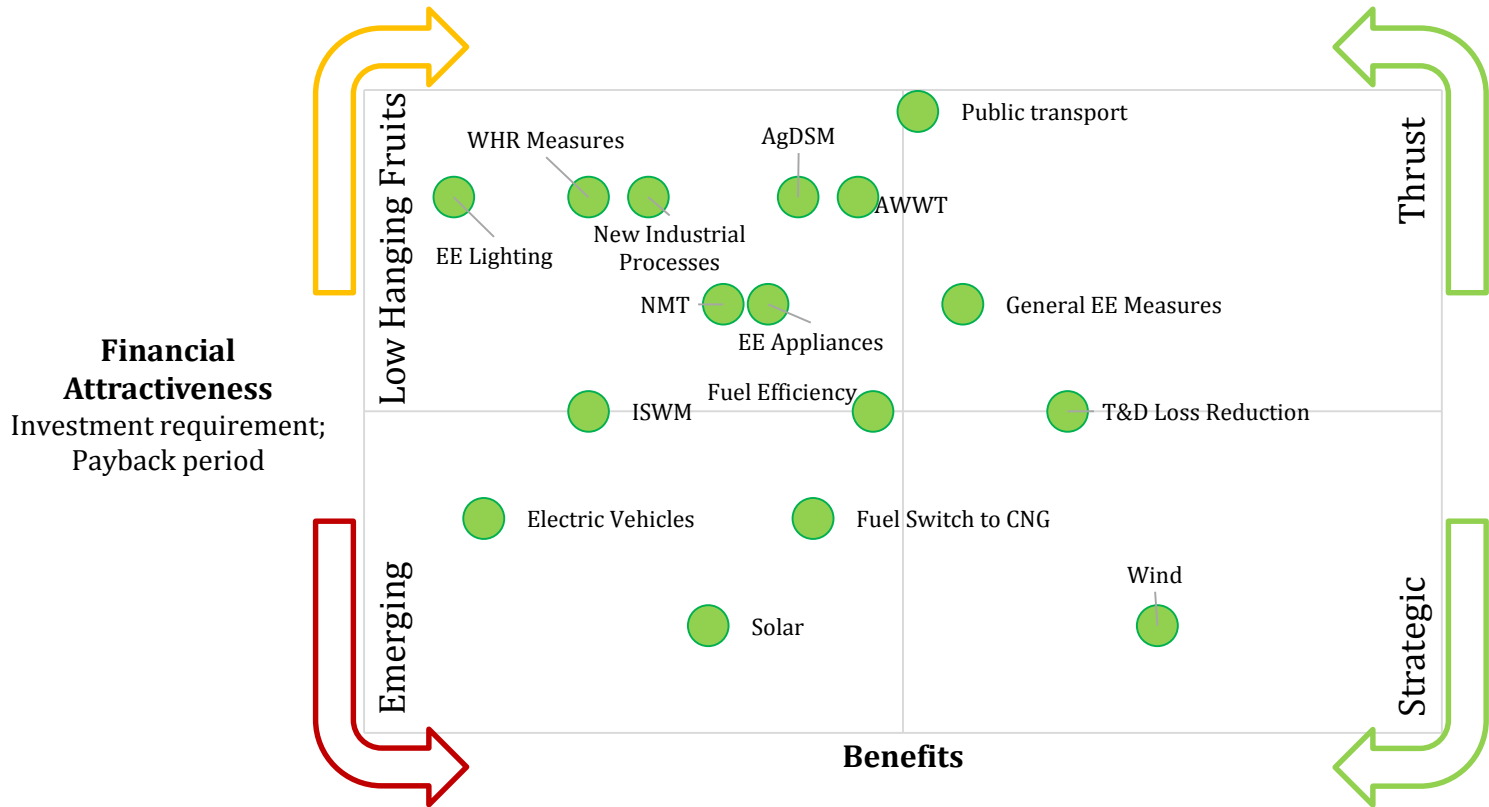 Public transport
WHR Measures
AgDSM
AWWT
EE Lighting
New Industrial
Processes
NMT
EE Appliances
General EE Measures
Low Hanging Fruits
Thrust
Financial
Attractiveness
Investment requirement;
Payback period
Fuel Efficiency
ISWM
T&D Loss Reduction
Electric Vehicles
Fuel Switch to CNG
Wind
Solar
Emerging
Strategic
Benefits